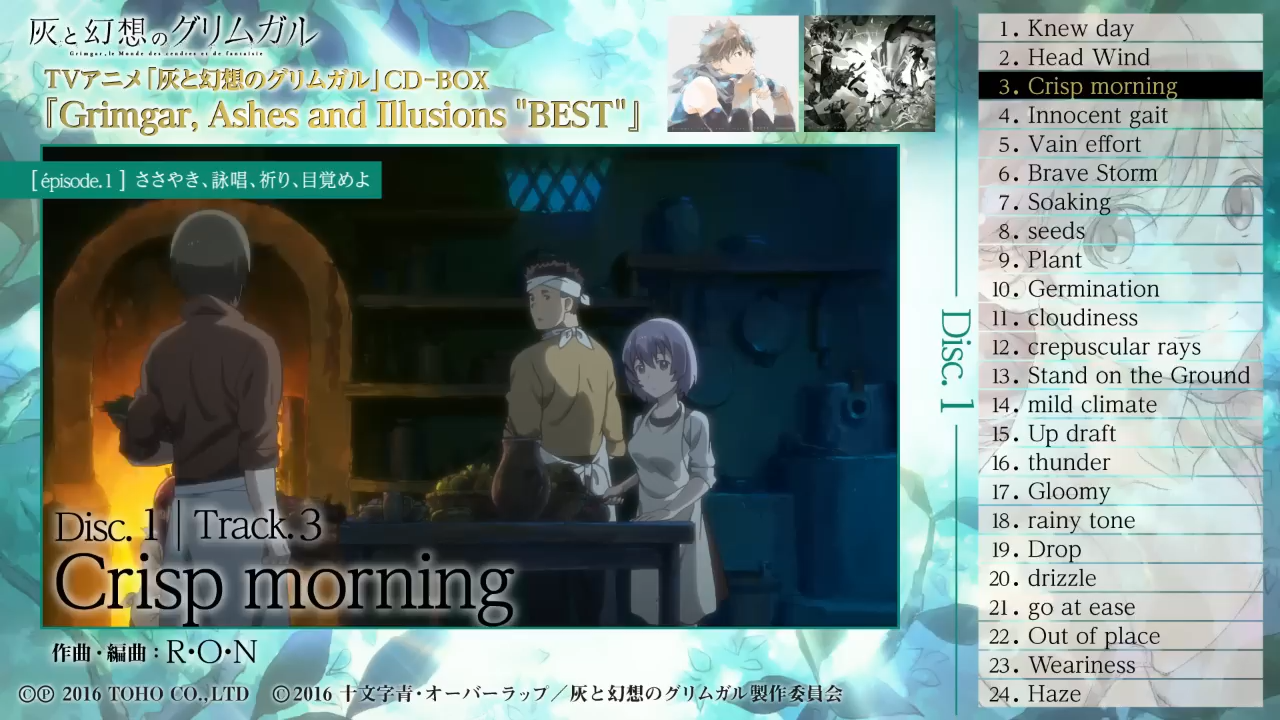 灰と幻想のグリムガル
Grimgar, le Monde des cendres et de fantaisie
TVアニメ「灰と幻想のグリムガル」CD-BOX
『Grimgar, Ashes and Illusions "BEST"』
[ épisode.1 ] ささやき、詠唱、祈り、目覚めよ
Disc. 1 | Track. 3
Crisp morning
作曲・編曲：R・O・N
©℗ 2016 TOHO CO.,LTD ©2016 十文字青・オーバーラップ／灰と幻想のグリムガル製作委員会
Disc. 1
1. Knew day
2. Head Wind
3. Crisp morning
4. Innocent gait
5. Vain effort
6. Brave Storm
7. Soaking
8. seeds
9. Plant
10. Germination
11. cloudiness
12. crepuscular rays
13. Stand on the Ground
14. mild climate
15. Up draft
16. thunder
17. Gloomy
18. rainy tone
19. Drop
20. drizzle
21. go at ease
22. Out of place
23. Weariness
24. Haze